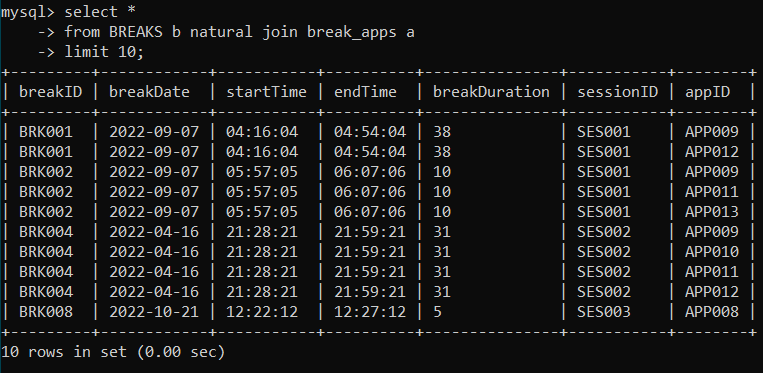 mysql> select *
    -> from BREAKS b natural join break_apps a
    -> limit 10;
+---------+------------+-----------+----------+---------------+-----------+--------+
| breakID | breakDate  | startTime | endTime  | breakDuration | sessionID | appID  |
+---------+------------+-----------+----------+---------------+-----------+--------+
| BRK001  | 2022-09-07 | 04:16:04  | 04:54:04 | 38            | SES001    | APP009 |
| BRK001  | 2022-09-07 | 04:16:04  | 04:54:04 | 38            | SES001    | APP012 |
| BRK002  | 2022-09-07 | 05:57:05  | 06:07:06 | 10            | SES001    | APP009 |
| BRK002  | 2022-09-07 | 05:57:05  | 06:07:06 | 10            | SES001    | APP011 |
| BRK002  | 2022-09-07 | 05:57:05  | 06:07:06 | 10            | SES001    | APP013 |
| BRK004  | 2022-04-16 | 21:28:21  | 21:59:21 | 31            | SES002    | APP009 |
| BRK004  | 2022-04-16 | 21:28:21  | 21:59:21 | 31            | SES002    | APP010 |
| BRK004  | 2022-04-16 | 21:28:21  | 21:59:21 | 31            | SES002    | APP011 |
| BRK004  | 2022-04-16 | 21:28:21  | 21:59:21 | 31            | SES002    | APP012 |
| BRK008  | 2022-10-21 | 12:22:12  | 12:27:12 | 5             | SES003    | APP008 |
+---------+------------+-----------+----------+---------------+-----------+--------+
10 rows in set (0.00 sec)